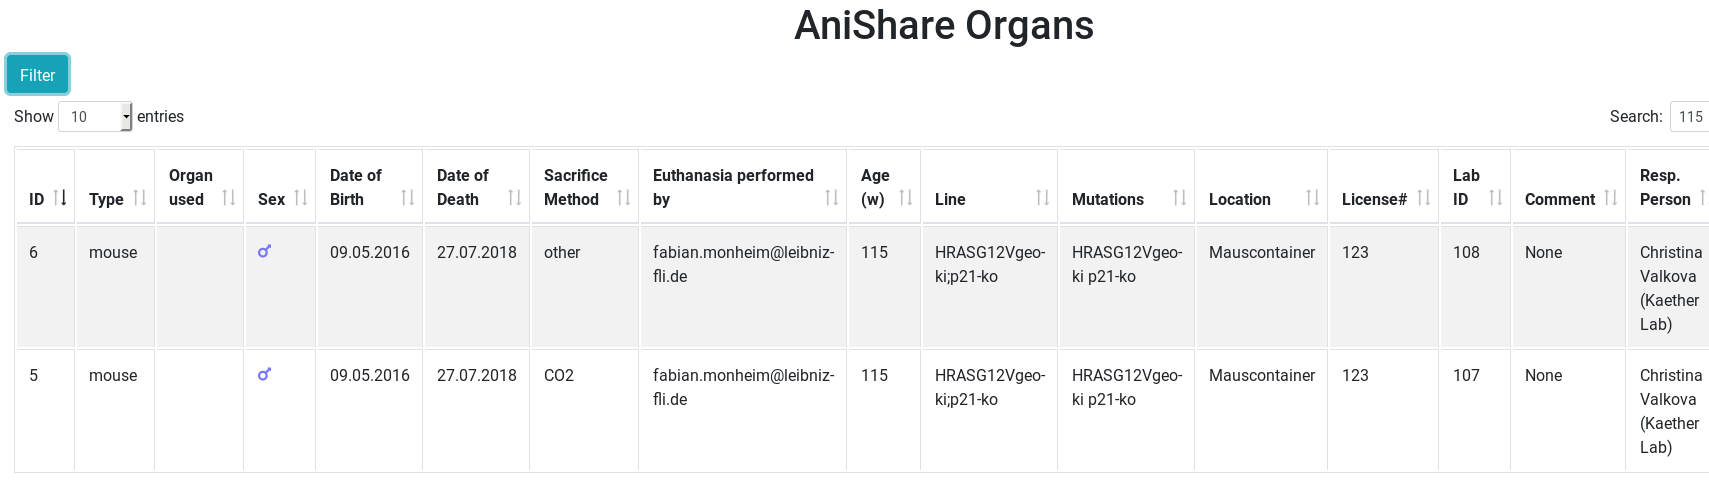 AniShare Organs
Filter
Show 10 entries
Search: 115
ID Type Organ used Sex Date of Birth Date of Death Sacrifice Method Euthanasia performed by Age (w) Line Mutations Location License# Lab ID Comment Resp. Person
6 mouse 09.05.2016 27.07.2018 other fabian.monheim@leibniz-fli.de 115 HRASG12Vgeo-ki;p21-ko HRASG12Vgeo-ki p21-ko Mauscontainer 123 108 None Christina Valkova (Kaether Lab)
5 mouse 09.05.2016 27.07.2018 CO2 fabian.monheim@leibniz-fli.de 115 HRASG12Vgeo-ki;p21-ko HRASG12Vgeo-ki p21-ko Mauscontainer 123 107 None Christina Valkova (Kaether Lab)